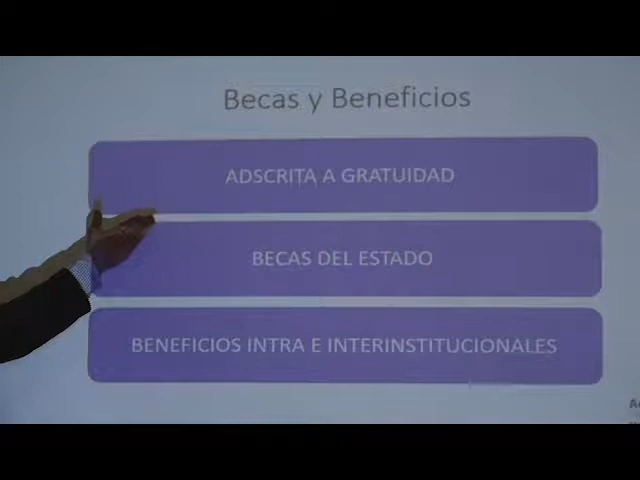 Becas y Beneficios
ADSCRITA A GRATUIDAD
BECAS DEL ESTADO
BENEFICIOS INTRA E INTERINSTITUCIONALES